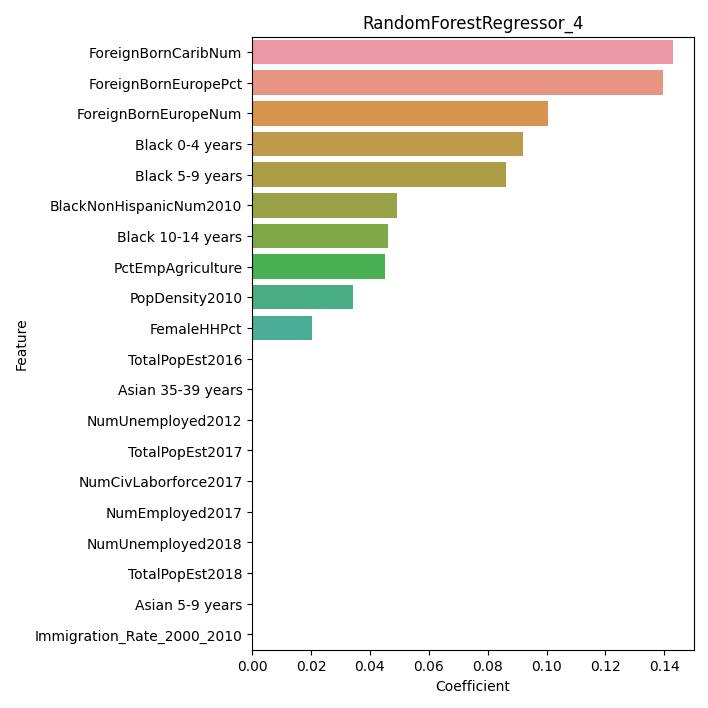 RandomForestRegressor_4
ForeignBornCaribNum
ForeignBornEuropePct
ForeignBornEuropeNum
Black 0-4 years
Black 5-9 years
BlackNonHispanicNum2010
Black 10-14 years
PctEmpAgriculture
PopDensity2010
FemaleHHPct
TotalPopEst2016
Asian 35-39 years
NumUnemployed2012
TotalPopEst2017
NumCivLaborforce2017
NumEmployed2017
NumUnemployed2018
TotalPopEst2018
Asian 5-9 years
Immigration_Rate_2000_2010
Feature
0.00 0.02 0.04 0.06 0.08 0.10 0.12 0.14
Coefficient